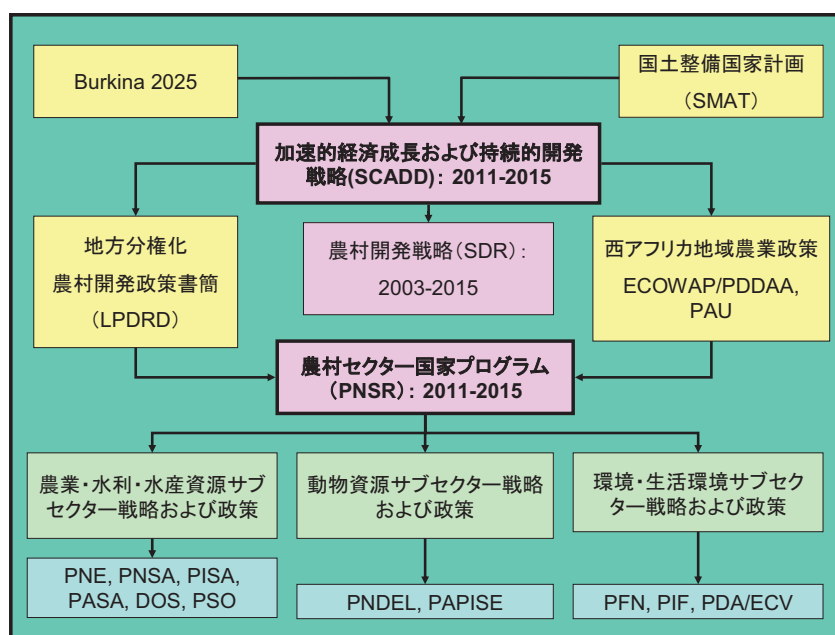 Burkina 2025
国土整備国家計画
(SMAT)
加速的経済成長および持続的開発
戦略(SCADD)： 2011-2015
地方分権化
農村開発政策書簡
(LPDRD)
農村開発戦略(SDR)：
2003-2015
西アフリカ地域農業政策
ECOWAP/PDDAA,
PAU
農村セクター国家プログラム
(PNSR)： 2011-2015
農業・水利・水産資源サブ
セクター戦略および政策
動物資源サブセクター戦略
および政策
環境・生活環境サブセク
ター戦略および政策
PNE, PNSA, PISA,
PASA, DOS, PSO
PNDEL, PAPISE
PFN, PIF, PDA/ECV